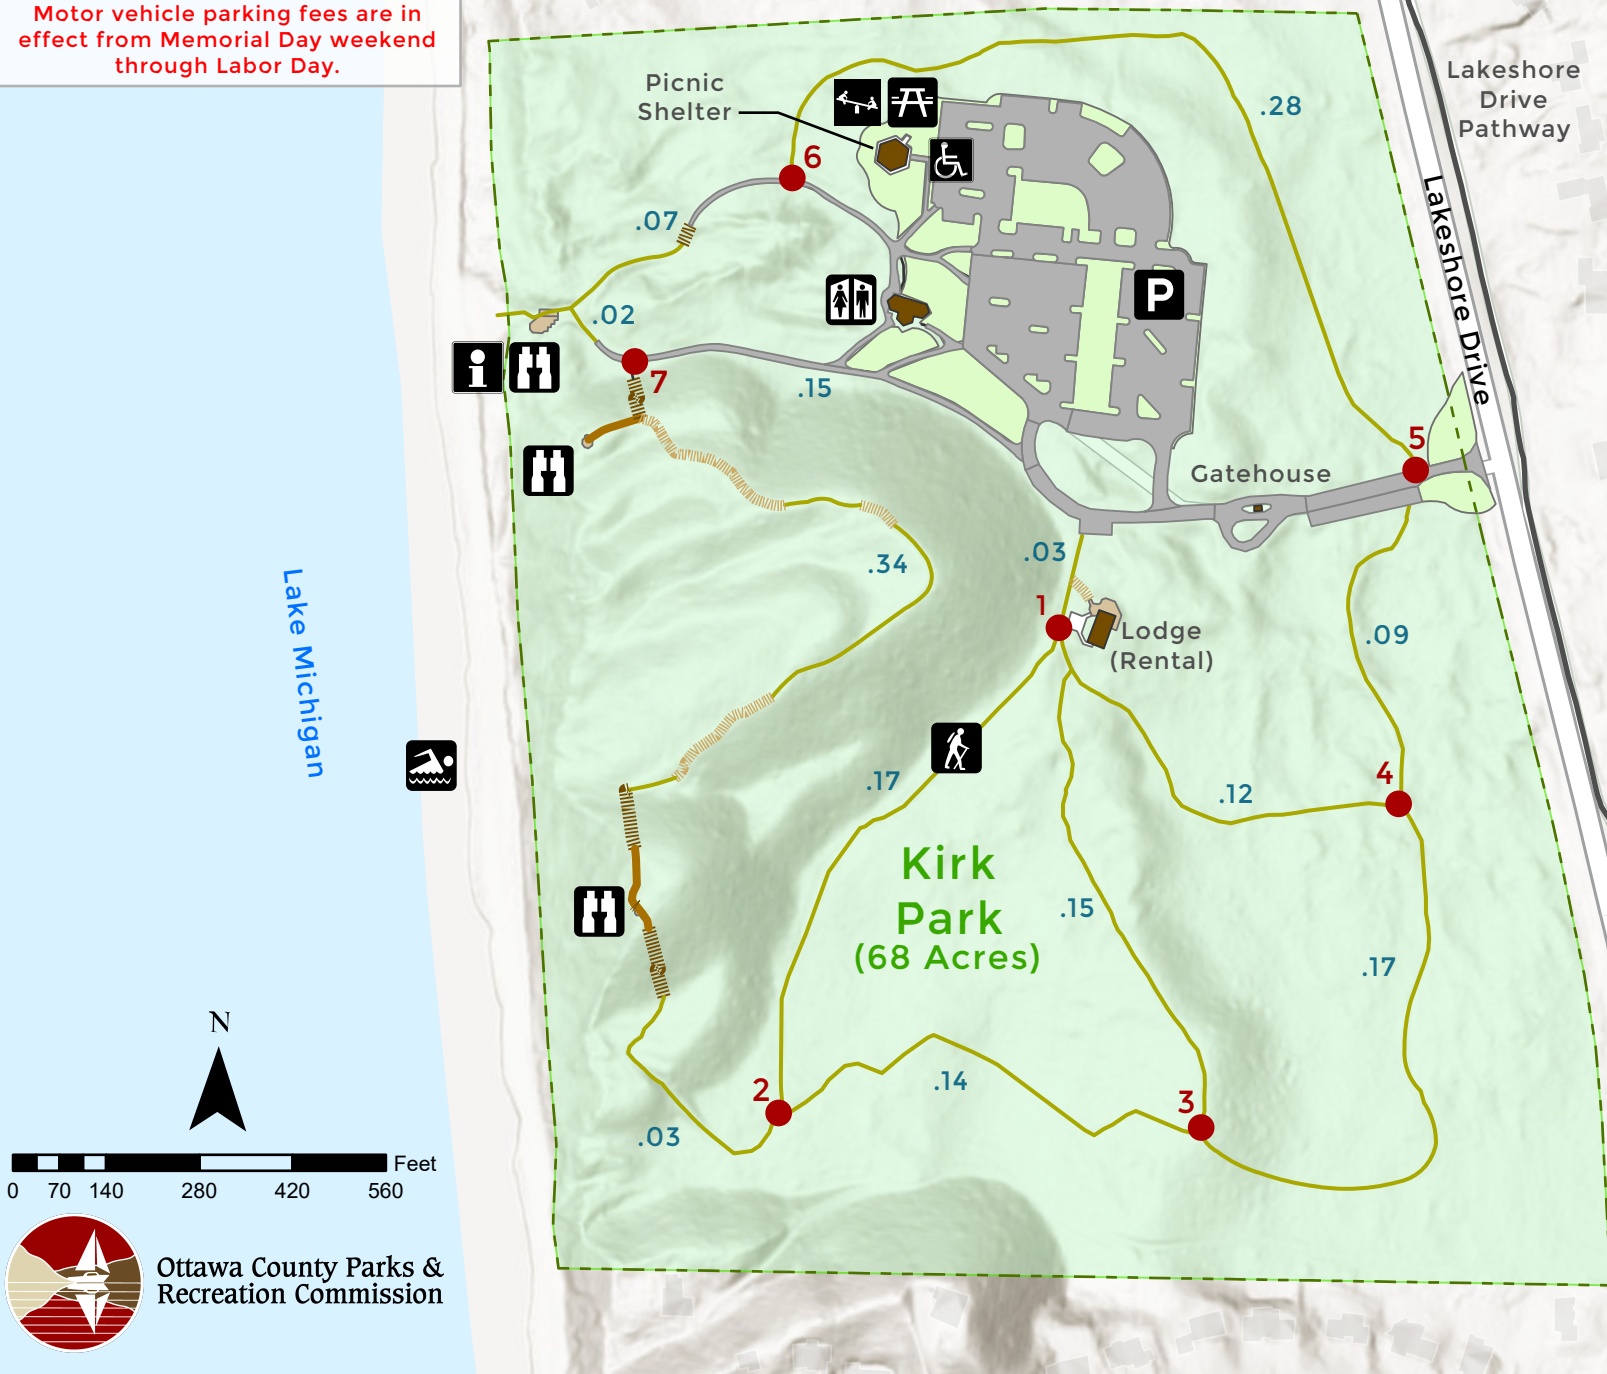 Motor vehicle parking fees are in
effect from Memorial Day weekend
through Labor Day.
Picnic
Shelter
Lakeshore
Drive
Pathway
.28
6
.07
.02
7
.15
P
Lakeshore Drive
5
Gatehouse
.03
.34
1
Lodge
(Rental)
.09
Lake Michigan
4
.17
.12
Kirk
Park
(68 Acres)
.15
.17
N
2
.14
3
.03
Feet
0 70 140 280 420 560
Ottawa County Parks &
Recreation Commission